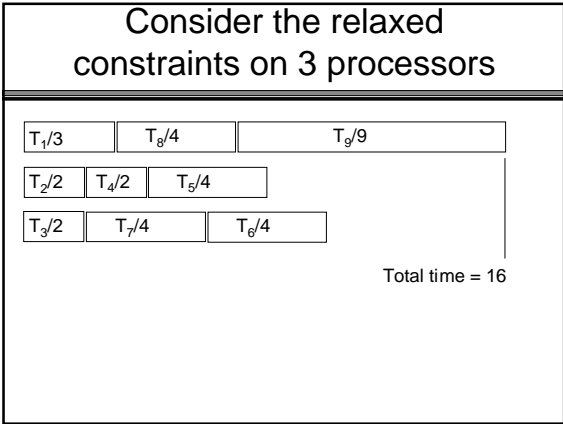 Consider the relaxed
constraints on 3 processors
T₁/3 T₈/4 T₉/9
T₂/2 T₄/2 T₅/4
T₃/2 T₇/4 T₆/4
Total time = 16